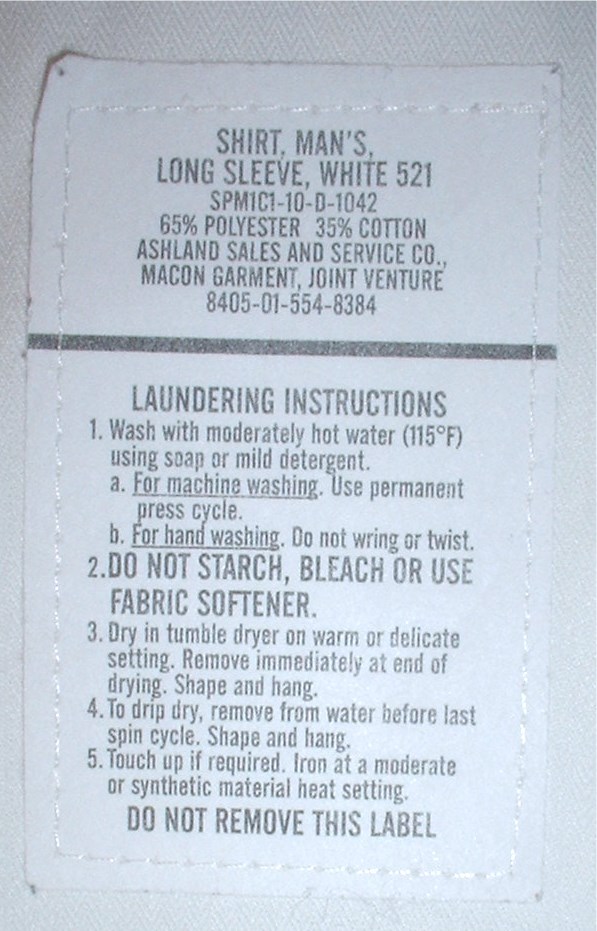 SHIRT, MAN'S,
LONG SLEEVE, WHITE 521
SPM1C1-10-D-1042
65% POLYESTER 35% COTTON
ASHLAND SALES AND SERVICE CO.,
MACON GARMENT, JOINT VENTURE
8405-01-554-8384
LAUNDERING INSTRUCTIONS
1. Wash with moderately hot water (115°F)
using soap or mild detergent.
a. For machine washing. Use permanent
press cycle.
b. For hand washing. Do not wring or twist.
2. DO NOT STARCH, BLEACH OR USE
FABRIC SOFTENER.
3. Dry in tumble dryer on warm or delicate
setting. Remove immediately at end of
drying. Shape and hang.
4. To drip dry, remove from water before last
spin cycle. Shape and hang.
5. Touch up if required. Iron at a moderate
or synthetic material heat setting.
DO NOT REMOVE THIS LABEL